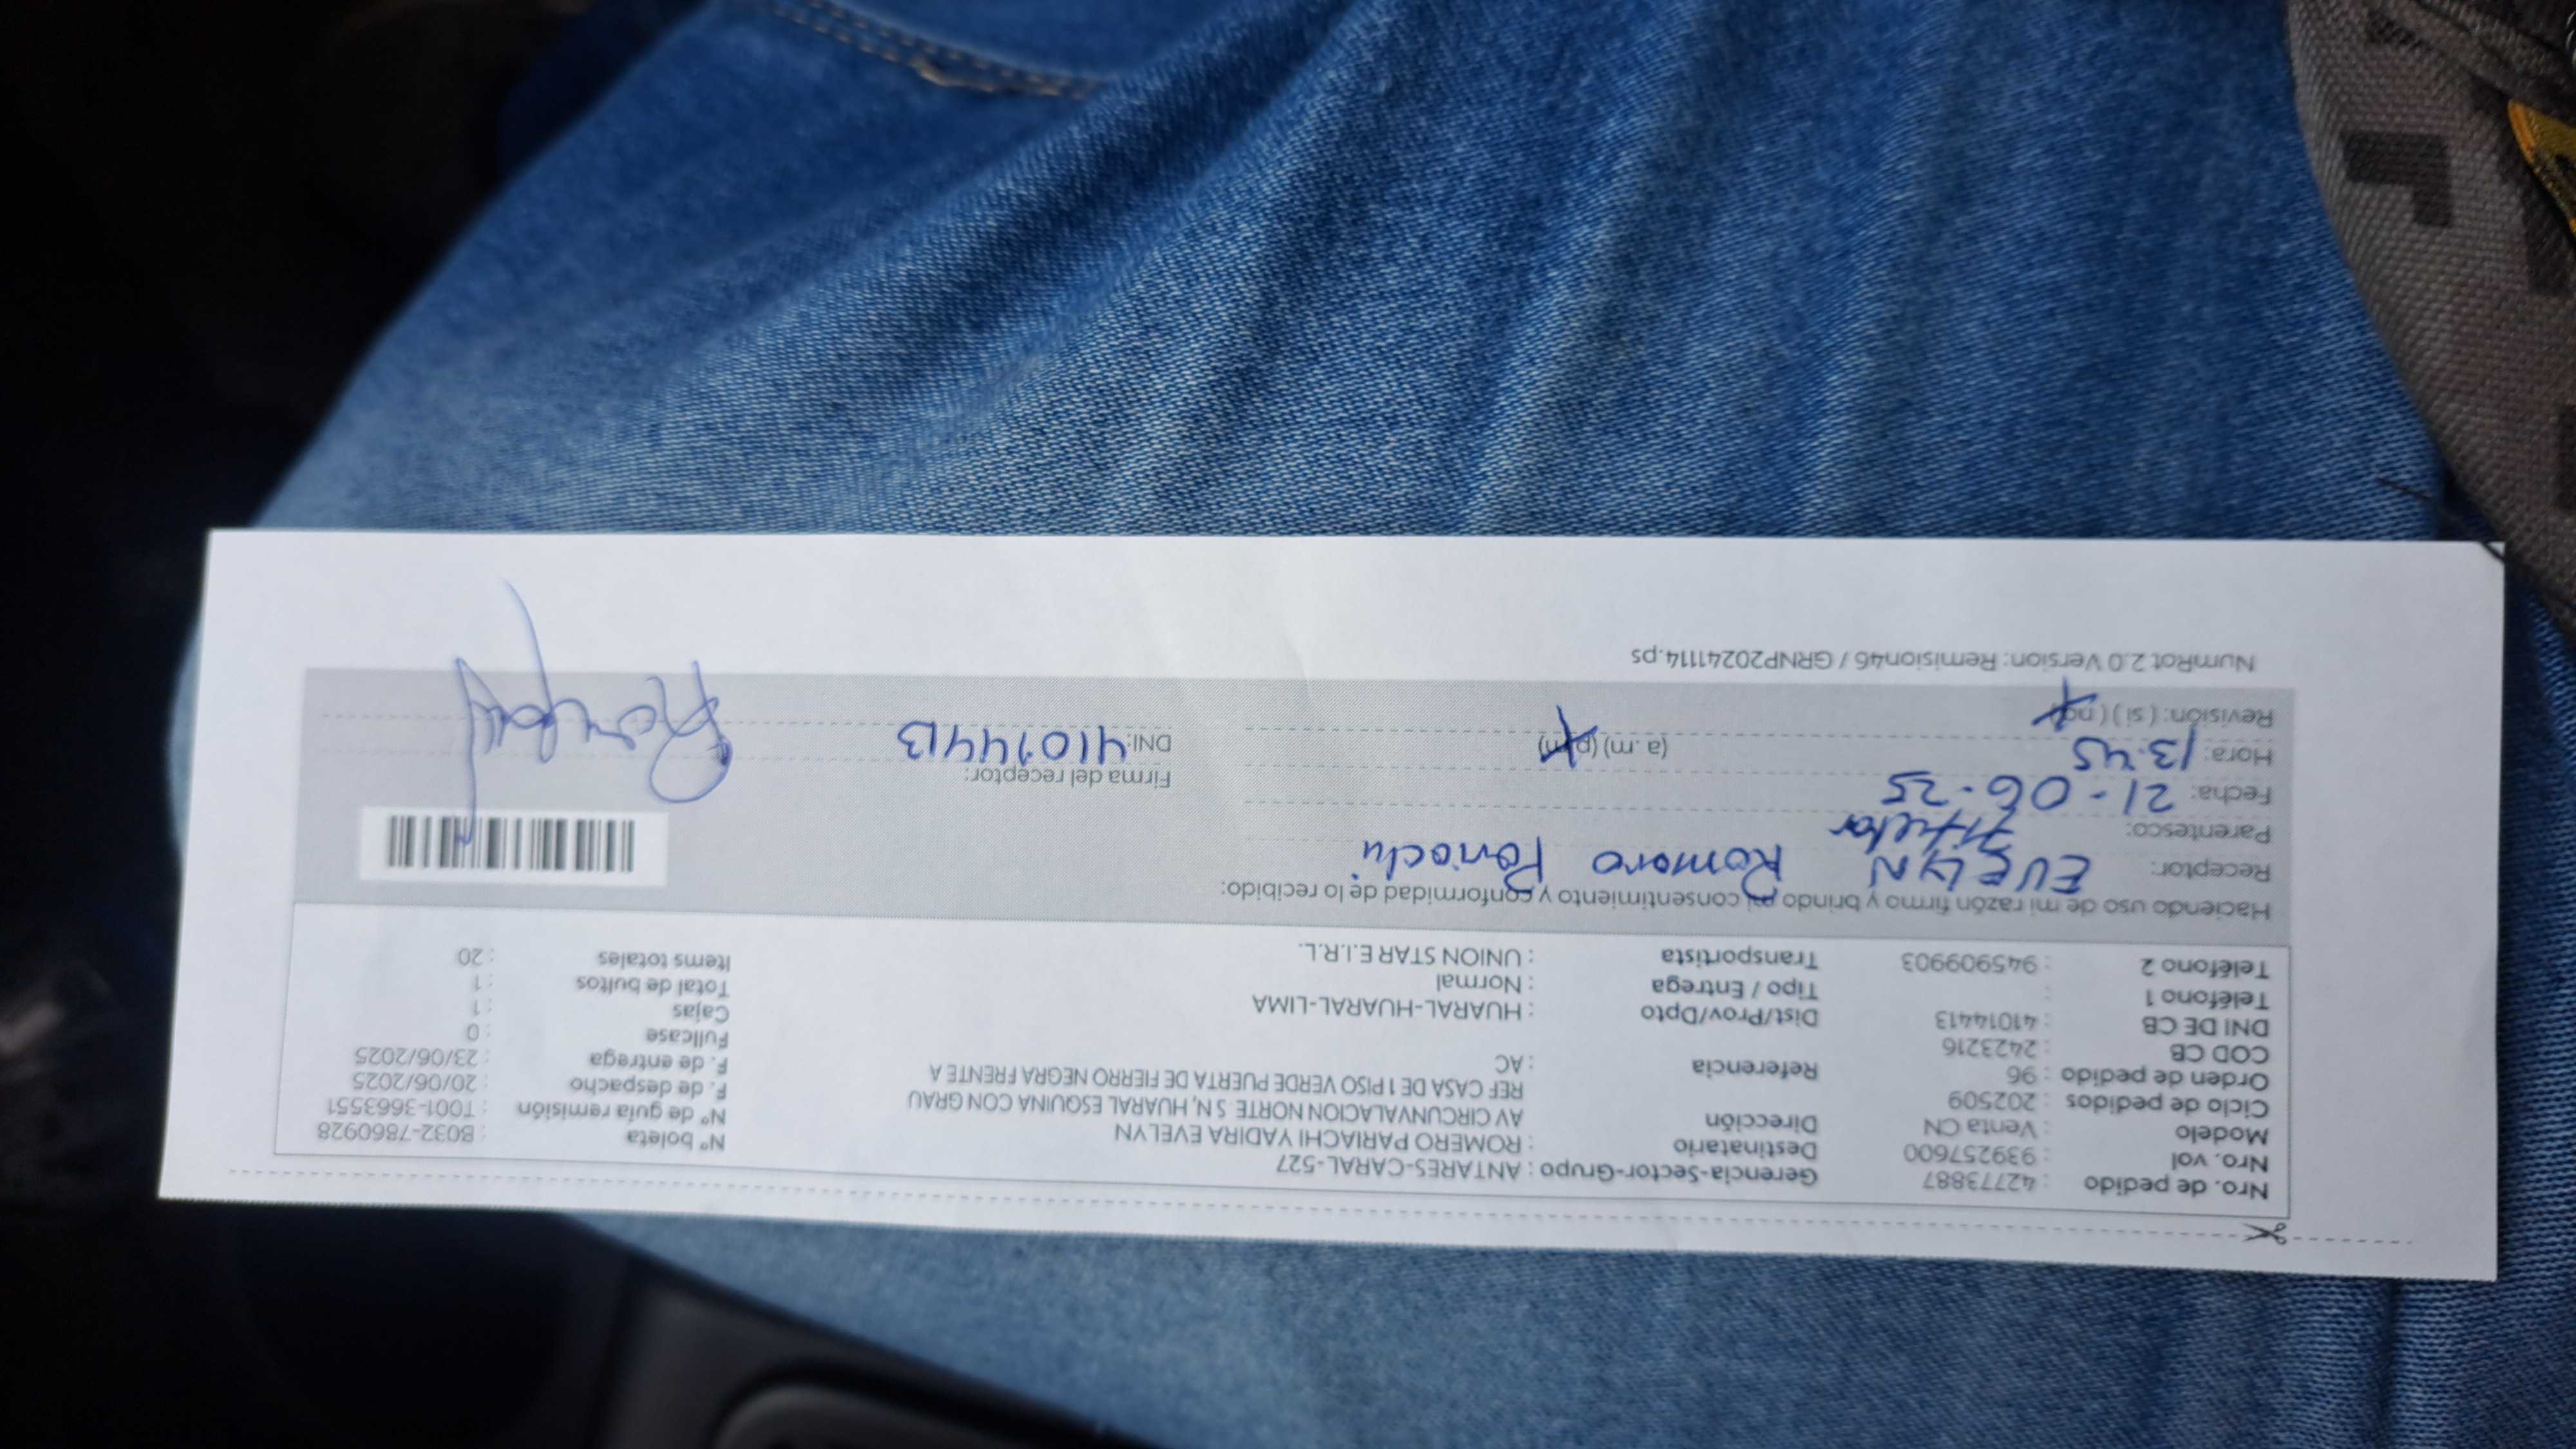 Nro. de pedido : 42773887 Gerencia-Sector-Grupo : ANTARES-CARAL-527 N° boleta : B032-7860928
Nro. vol : 939257600 Destinatario : ROMERO PARIACHI YADIRA EVELYN N° de guía remisión : T001-3663551
Modelo : Venta CN Dirección AV CIRCUNVALACION NORTE S N, HUARAL ESQUINA CON GRAU F. de despacho : 20/06/2025
Ciclo de pedidos : 202509 REF CASA DE 1 PISO VERDE PUERTA DE FIERRO NEGRA FRENTE A F. de entrega : 23/06/2025
Orden de pedido : 96 Referencia : AC Fullcase : 0
COD CB : 2423216 Dist/Prov/Dpto : HUARAL-HUARAL-LIMA Cajas : 1
DNI DE CB : 41014413 Tipo / Entrega : Normal Total de bultos : 1
Teléfono 1 : Transportista : UNION STAR E.I.R.L. Items totales : 20
Teléfono 2 : 945909903
Haciendo uso de mi razón firmo y brindo mi consentimiento y conformidad de lo recibido:
Receptor: EVELYN Romero Pariachi
Parentesco:
Fecha: 21-06-25 Firma del receptor:
Hora: 13:45 (a.m) (p.m) DNI: 41014413
Revisión: ( si ) ( no )
NumRot 2.0 Version: Remision46 / GRNP20241114.ps